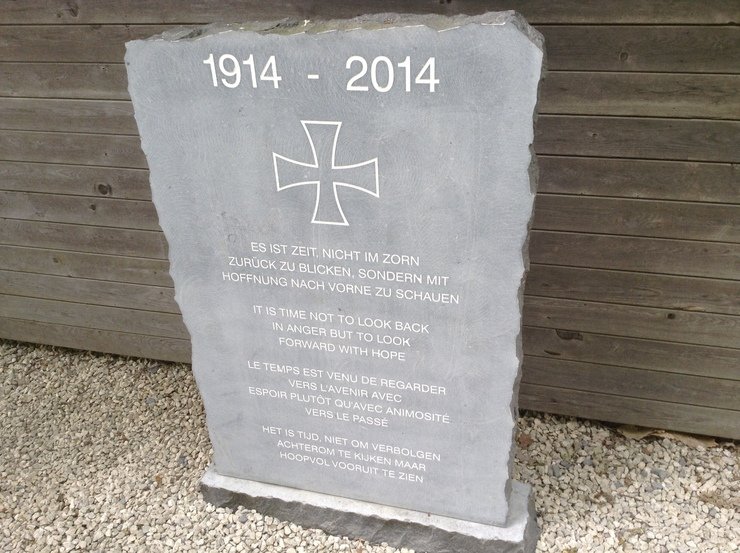 1914 - 2014
ES IST ZEIT, NICHT IM ZORN
ZURÜCK ZU BLICKEN, SONDERN MIT
HOFFNUNG NACH VORNE ZU SCHAUEN
IT IS TIME NOT TO LOOK BACK
IN ANGER BUT TO LOOK
FORWARD WITH HOPE
LE TEMPS EST VENU DE REGARDER
VERS L'AVENIR AVEC
ESPOIR PLUTÔT QU'AVEC ANIMOSITÉ
VERS LE PASSÉ
HET IS TIJD, NIET OM VERBOLGEN
ACHTEROM TE KIJKEN MAAR
HOOPVOL VOORUIT TE ZIEN